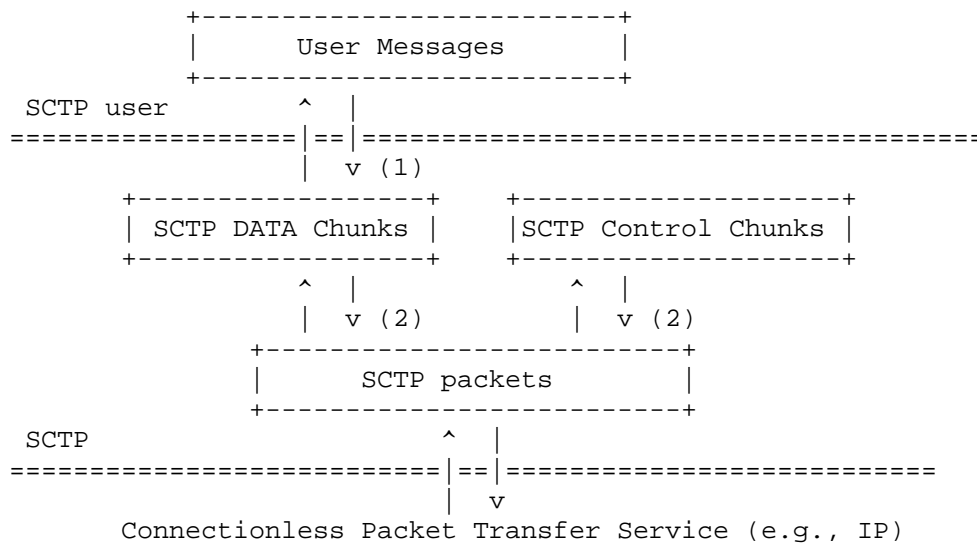 User Messages
SCTP user
(1)
SCTP DATA Chunks SCTP Control Chunks
(2) (2)
SCTP packets
SCTP
Connectionless Packet Transfer Service (e.g., IP)